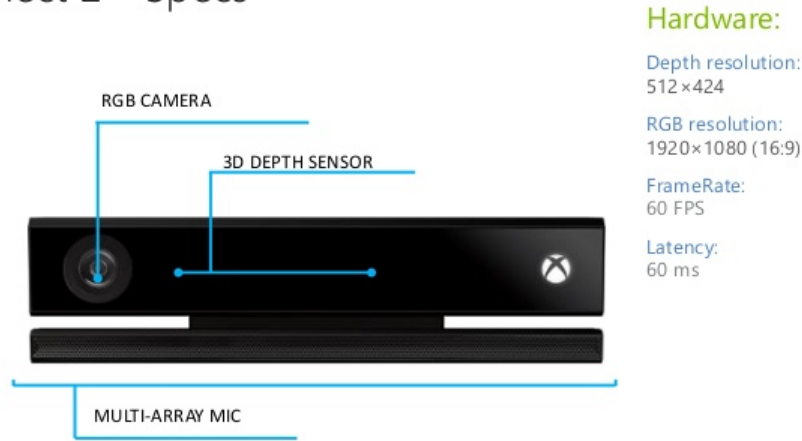 Hardware:
Depth resolution:
512×424
RGB resolution:
1920×1080 (16:9)
FrameRate:
60 FPS
Latency:
60 ms
RGB CAMERA
3D DEPTH SENSOR
MULTI-ARRAY MIC